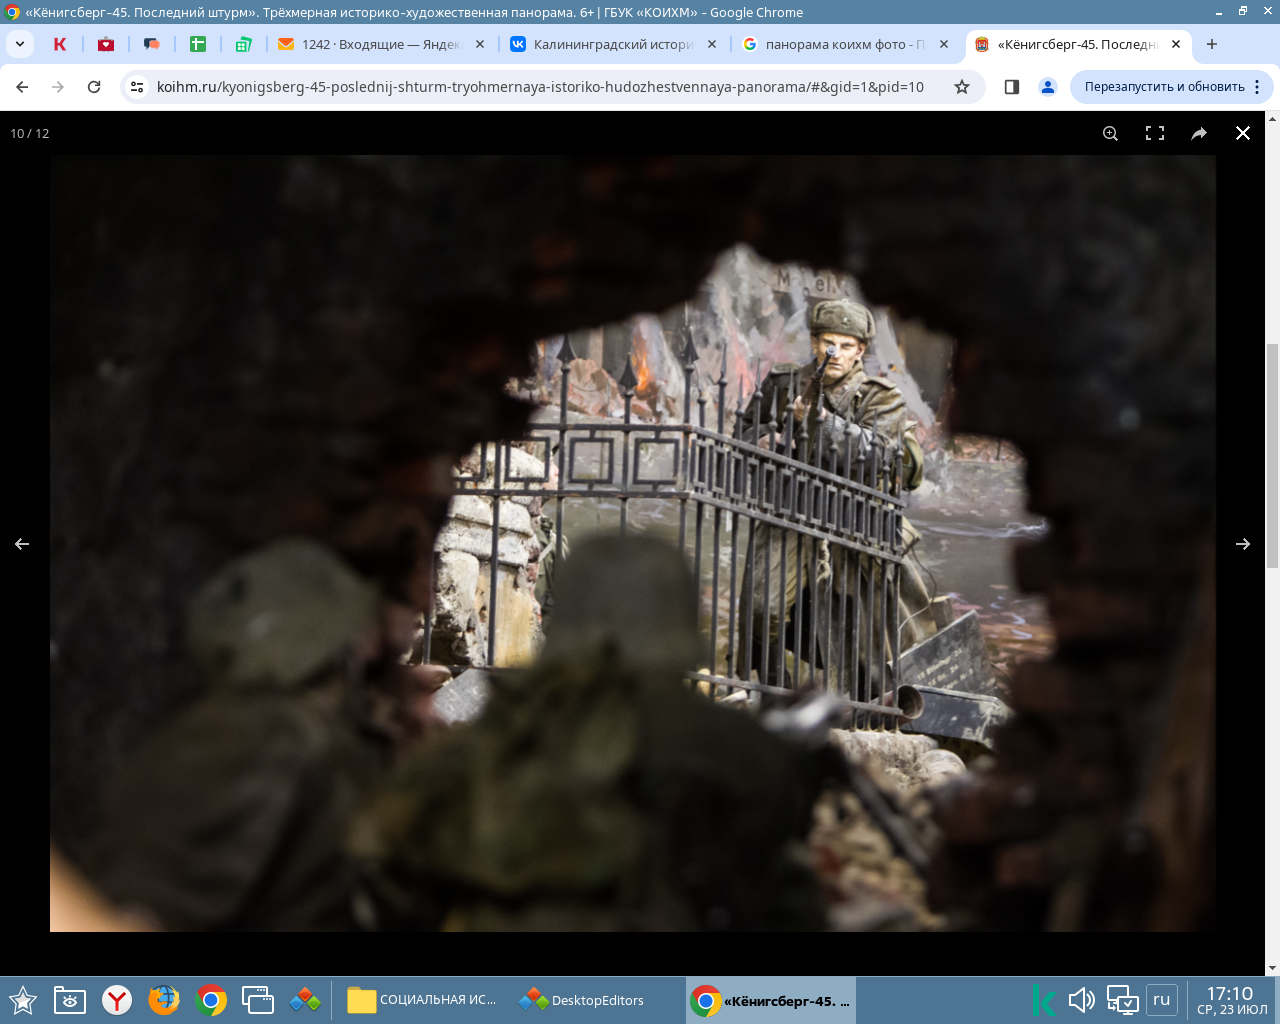 «Кёнигсберг-45. Последний штурм». Трёхмерная историко-художественная панорама. 6+ | ГБУК «КОИХМ» - Google Chrome
1242 · Входящие — Яндек
Калининградский истори
панорама коихм фото - П
«Кёнигсберг-45. Последн
koihm.ru/kyonigsberg-45-poslednij-shturm-tryohmernaya-istoriko-hudozhestvennaya-panorama/#&gid=1&pid=10
Перезапустить и обновить
10 / 12
СОЦИАЛЬНАЯ ИС...
DesktopEditors
«Кёнигсберг-45. ...
ru
17:10
СР, 23 ИЮЛ